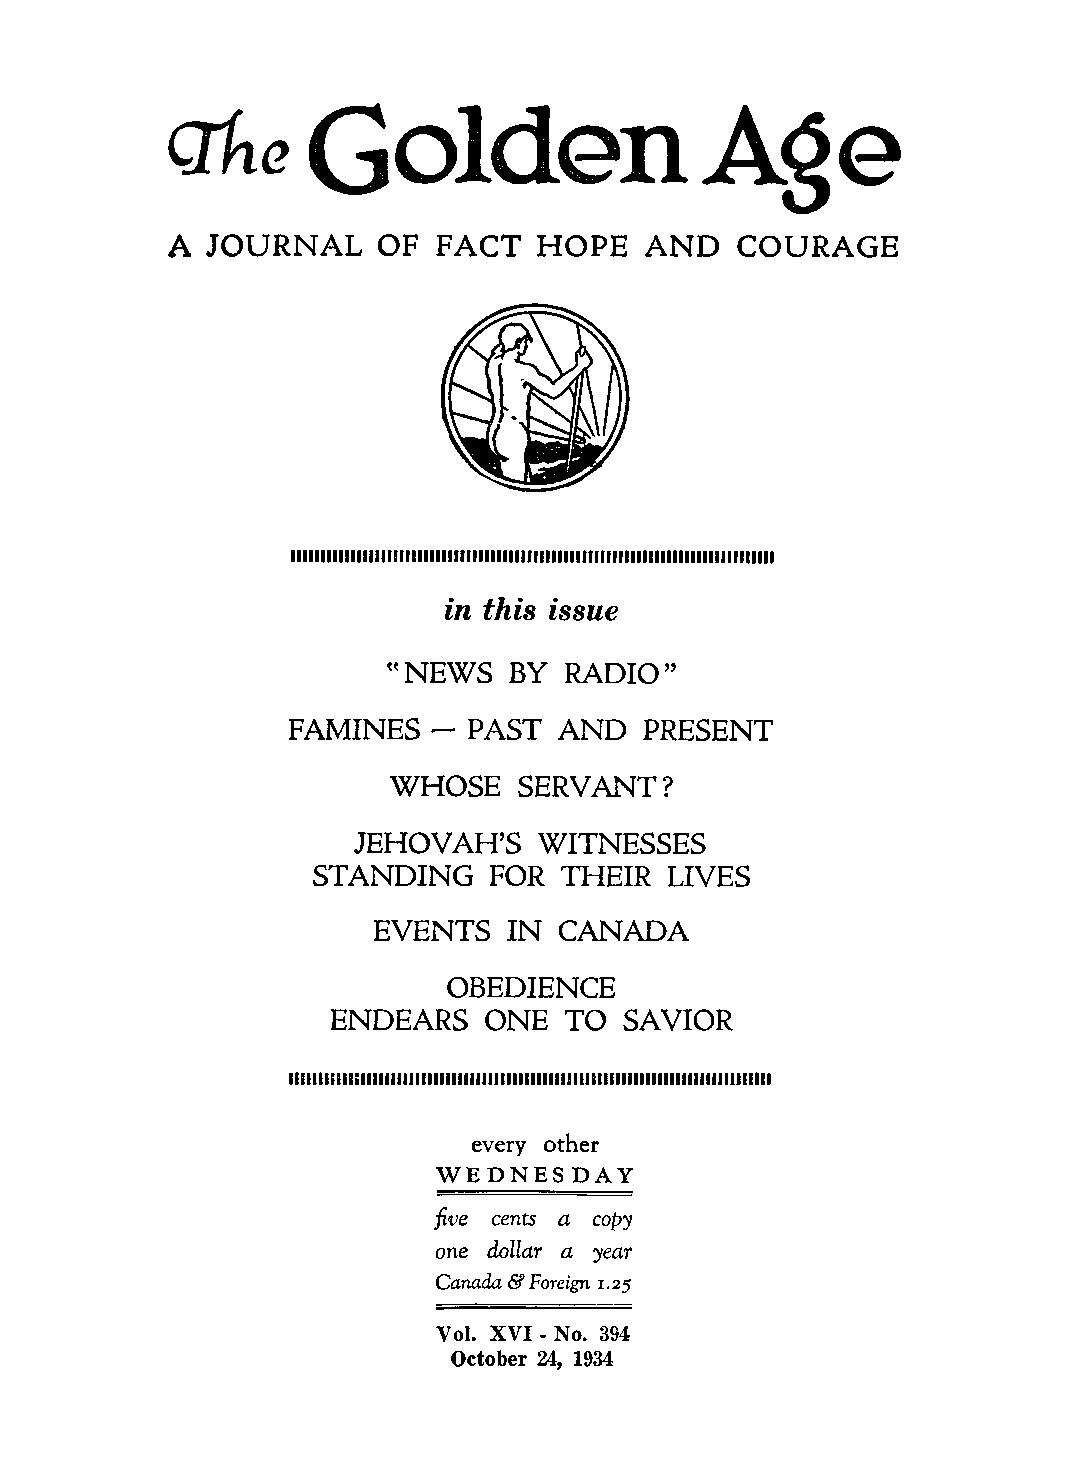 The Golden Age
A JOURNAL OF FACT HOPE AND COURAGE
in this issue
“NEWS BY RADIO”
FAMINES — PAST AND PRESENT
WHOSE SERVANT?
JEHOVAH’S WITNESSES
STANDING FOR THEIR LIVES
EVENTS IN CANADA
OBEDIENCE
ENDEARS ONE TO SAVIOR
every other
WEDNESDAY
five cents a copy
one dollar a year
Canada & Foreign 1.25
Vol. XVI - No. 394
October 24, 1934